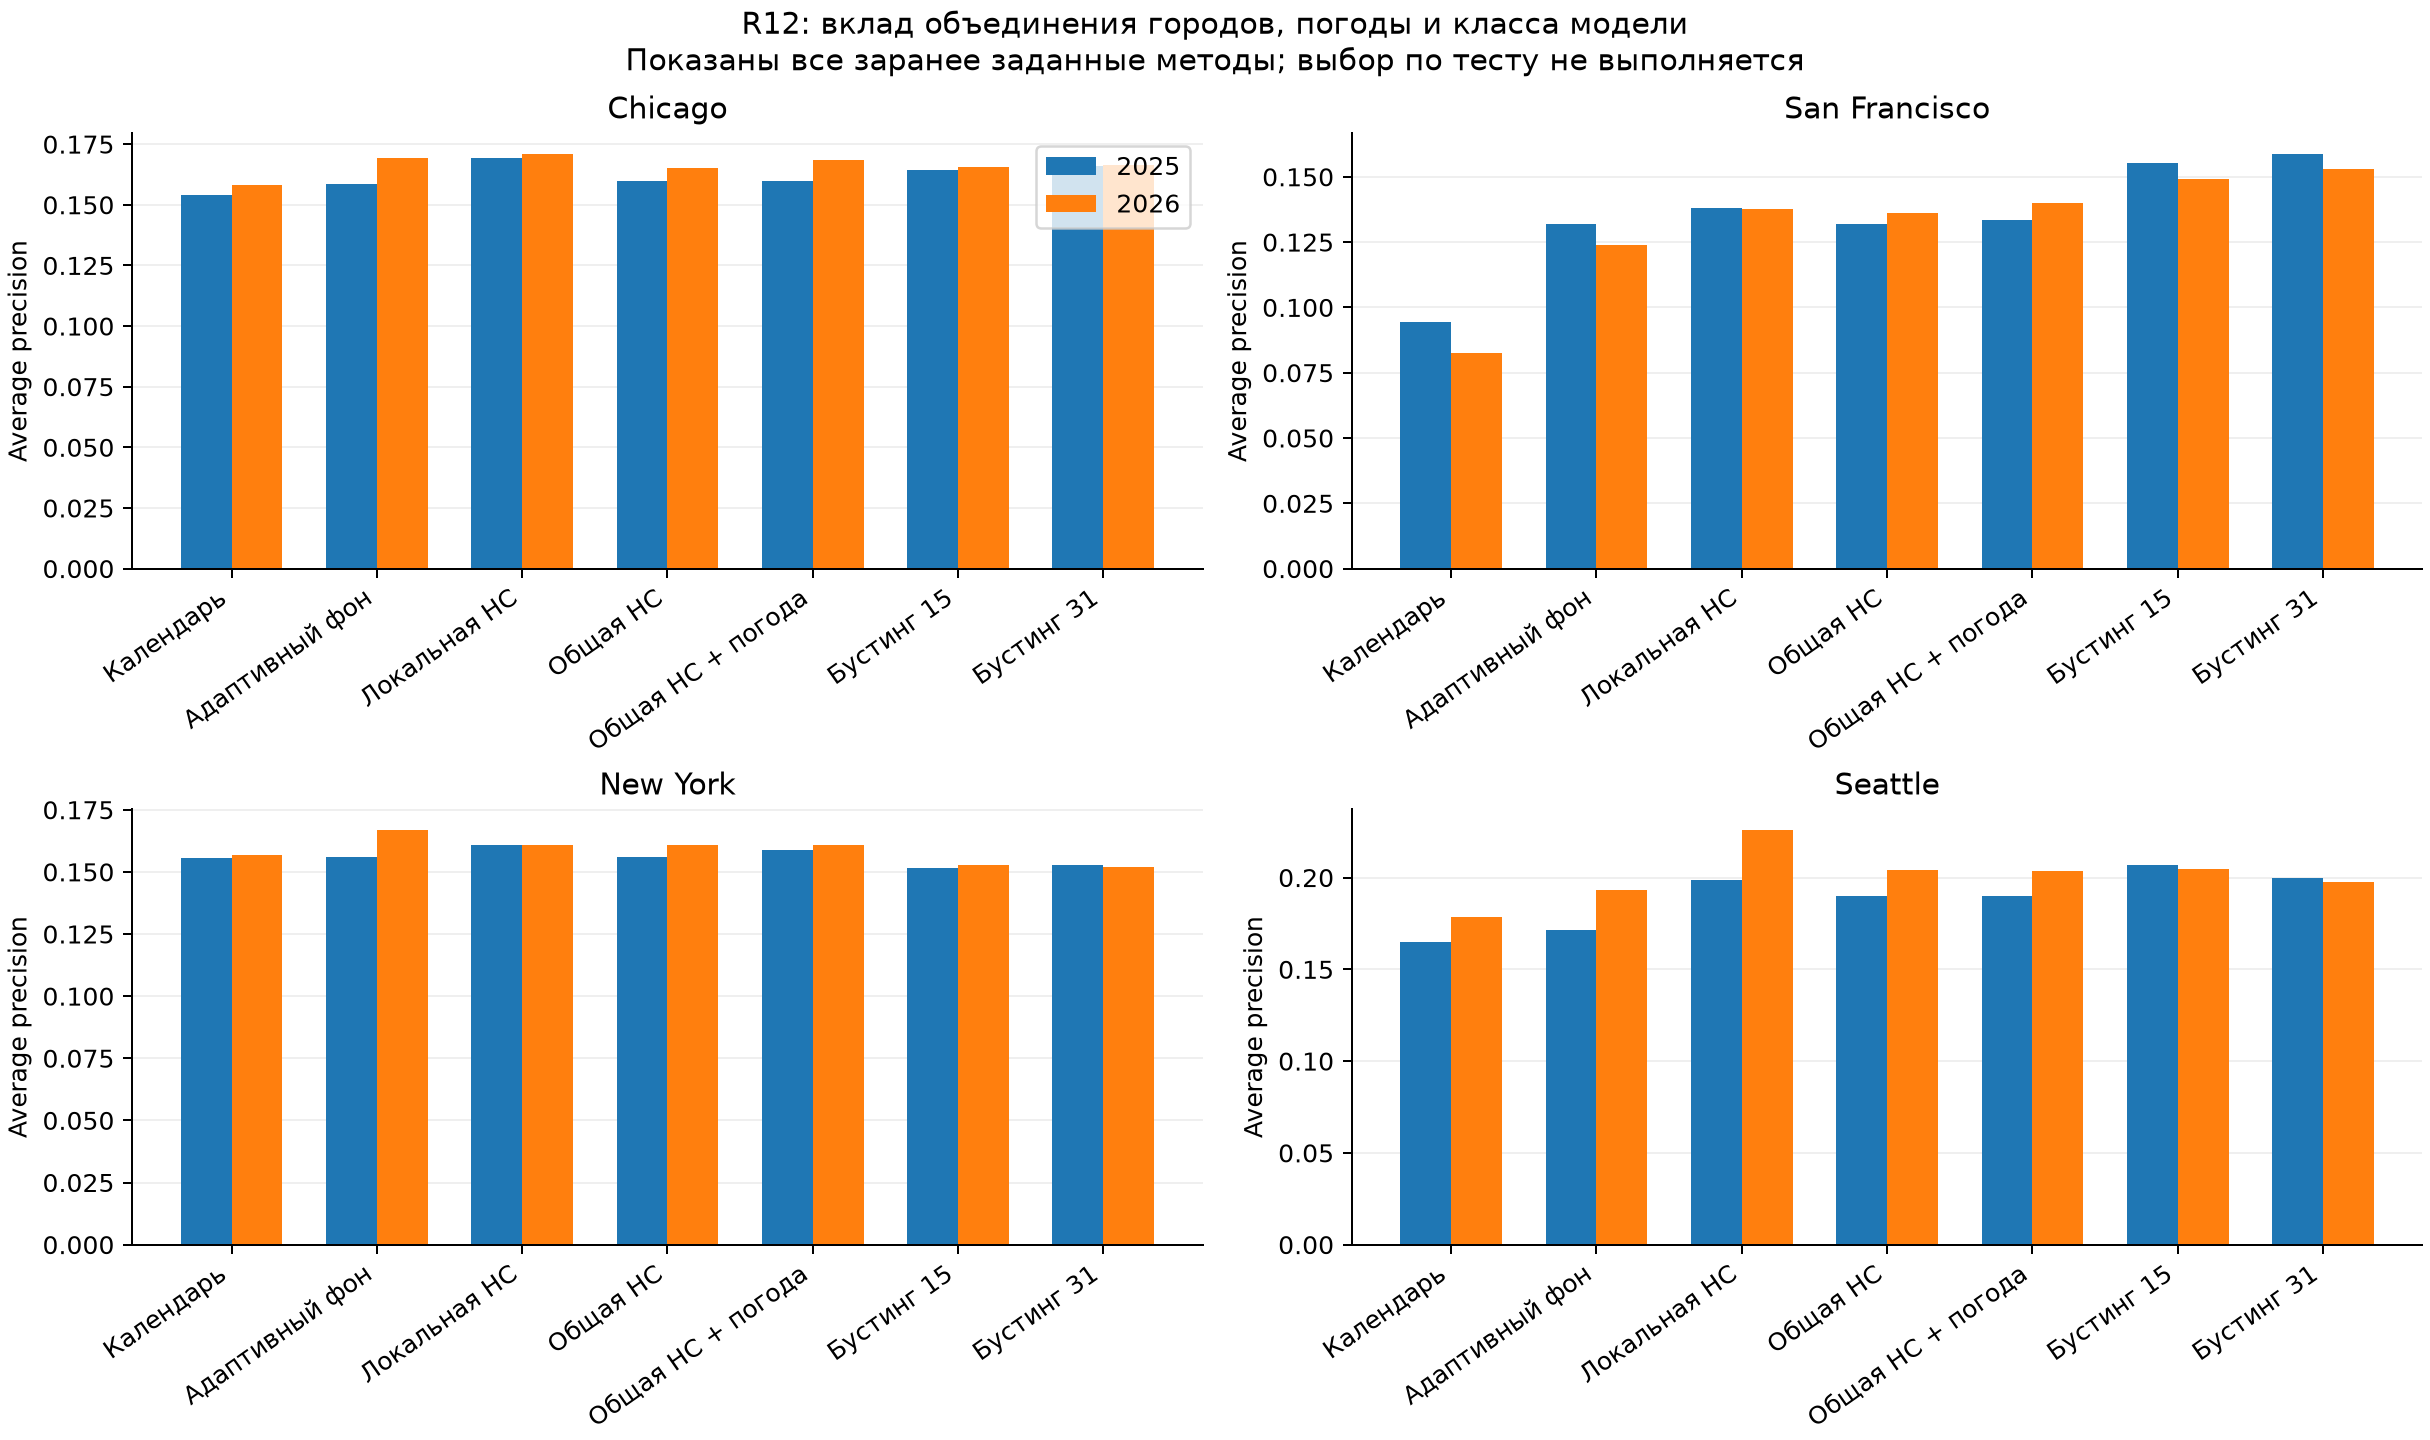 R12: вклад объединения городов, погоды и класса модели
Показаны все заранее заданные методы; выбор по тесту не выполняется
Chicago
Average precision
0.175
0.150
0.125
0.100
0.075
0.050
0.025
0.000
2025
2026
Календарь
Адаптивный фон
Локальная НС
Общая НС
Общая НС + погода
Бустинг 15
Бустинг 31
San Francisco
Average precision
0.150
0.125
0.100
0.075
0.050
0.025
0.000
Календарь
Адаптивный фон
Локальная НС
Общая НС
Общая НС + погода
Бустинг 15
Бустинг 31
New York
Average precision
0.175
0.150
0.125
0.100
0.075
0.050
0.025
0.000
Календарь
Адаптивный фон
Локальная НС
Общая НС
Общая НС + погода
Бустинг 15
Бустинг 31
Seattle
Average precision
0.20
0.15
0.10
0.05
0.00
Календарь
Адаптивный фон
Локальная НС
Общая НС
Общая НС + погода
Бустинг 15
Бустинг 31